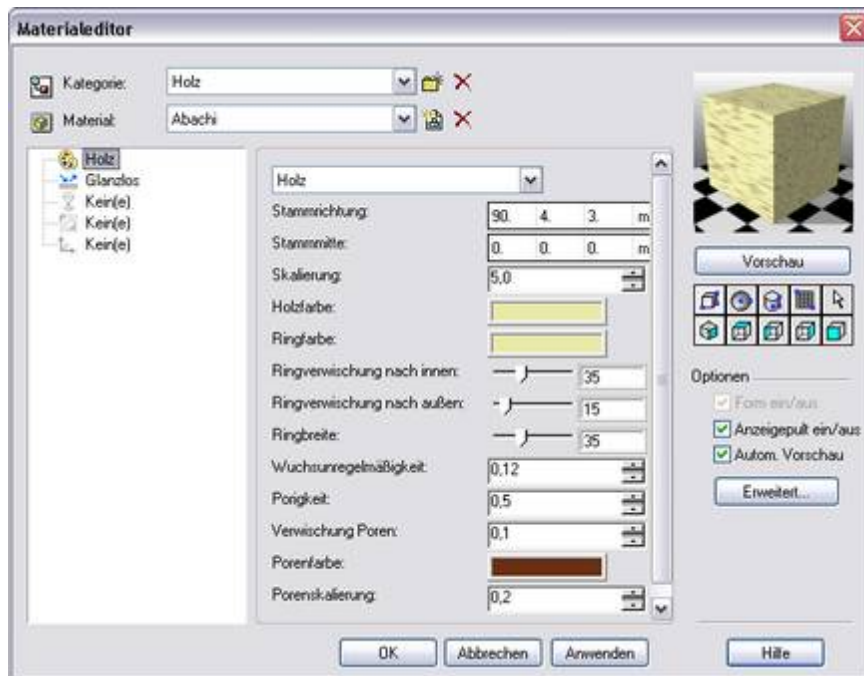 Materialeditor
Kategorie: Holz
Material: Abachi
Holz
Glanzlos
Kein(e)
Kein(e)
Kein(e)
Holz
Stammrichtung: 90. 4. 3. m
Stammmitte: 0. 0. 0. m
Skalierung: 5,0
Holzfarbe:
Ringfarbe:
Ringverwischung nach innen: 35
Ringverwischung nach außen: 15
Ringbreite: 35
Wuchsunregelmäßigkeit: 0,12
Porigkeit: 0,5
Verwischung Poren: 0,1
Porenfarbe:
Porenskalierung: 0,2
Vorschau
Optionen
Form ein/aus
Anzeigepult ein/aus
Autom. Vorschau
Erweitert...
OK
Abbrechen
Anwenden
Hilfe